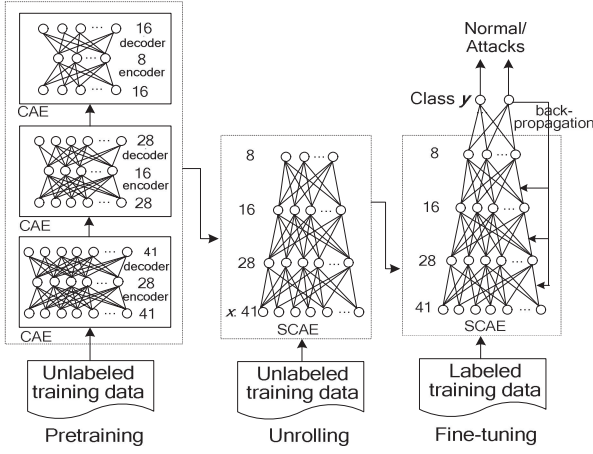 16
decoder
8
encoder
16
CAE
28
decoder
16
encoder
28
CAE
41
decoder
28
encoder
41
CAE
Unlabeled
training data
Pretraining
8
16
28
x 41
SCAE
Unlabeled
training data
Unrolling
Normal/
Attacks
Class y
back-
propagation
8
16
28
41
SCAE
Labeled
training data
Fine-tuning